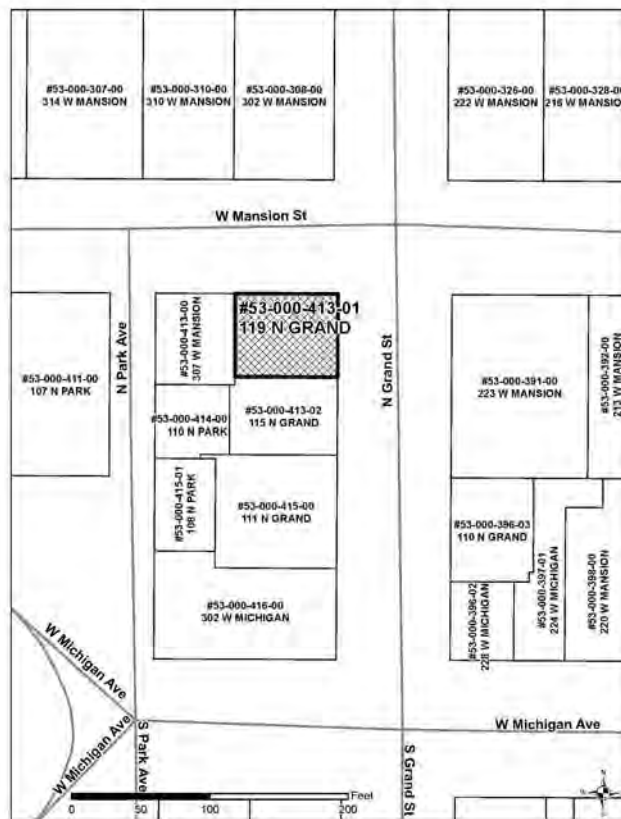 #53-000-307-00
314 W MANSION
#53-000-310-00
310 W MANSION
#53-000-308-00
302 W MANSION
#53-000-326-00
222 W MANSION
#53-000-328-00
216 W MANSION
W Mansion St
N Park Ave
N Grand St
#53-000-411-00
107 N PARK
#53-000-413-00
307 W MANSION
#53-000-413-01
119 N GRAND
#53-000-391-00
223 W MANSION
#53-000-392-00
213 W MANSION
#53-000-414-00
110 N PARK
#53-000-413-02
115 N GRAND
#53-000-415-01
108 N PARK
#53-000-415-00
111 N GRAND
#53-000-396-03
110 N GRAND
#53-000-397-01
224 W MICHIGAN
#53-000-398-00
220 W MANSION
#53-000-396-02
228 W MICHIGAN
#53-000-416-00
302 W MICHIGAN
W Michigan Ave
W Michigan Ave
W Michigan Ave
S Park Ave
S Grand St
Feet
0 50 100 200